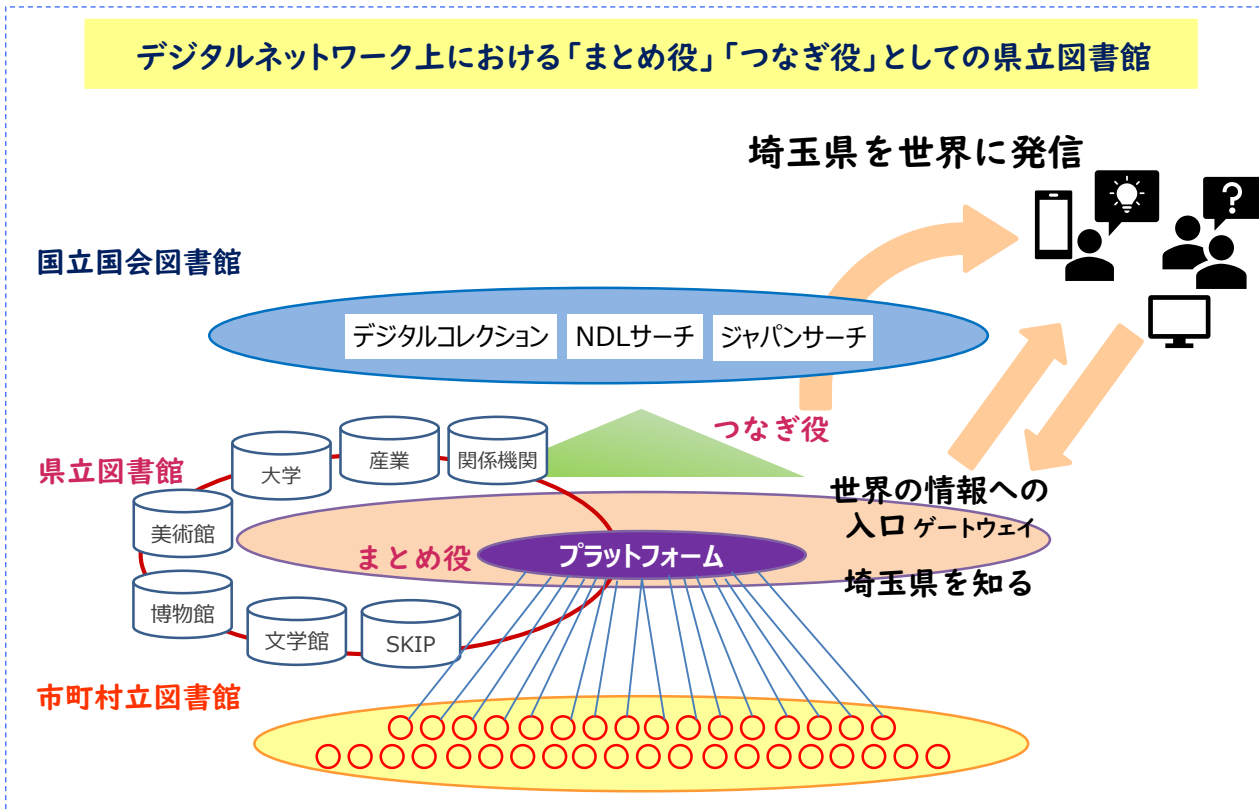 デジタルネットワーク上における「まとめ役」「つなぎ役」としての県立図書館
埼玉県を世界に発信
?
国立国会図書館
デジタルコレクション
NDLサーチ
ジャパンサーチ
つなぎ役
県立図書館
大学
産業
関係機関
美術館
博物館
文学館
SKIP
まとめ役
プラットフォーム
世界の情報への
入口 ゲートウェイ
埼玉県を知る
市町村立図書館